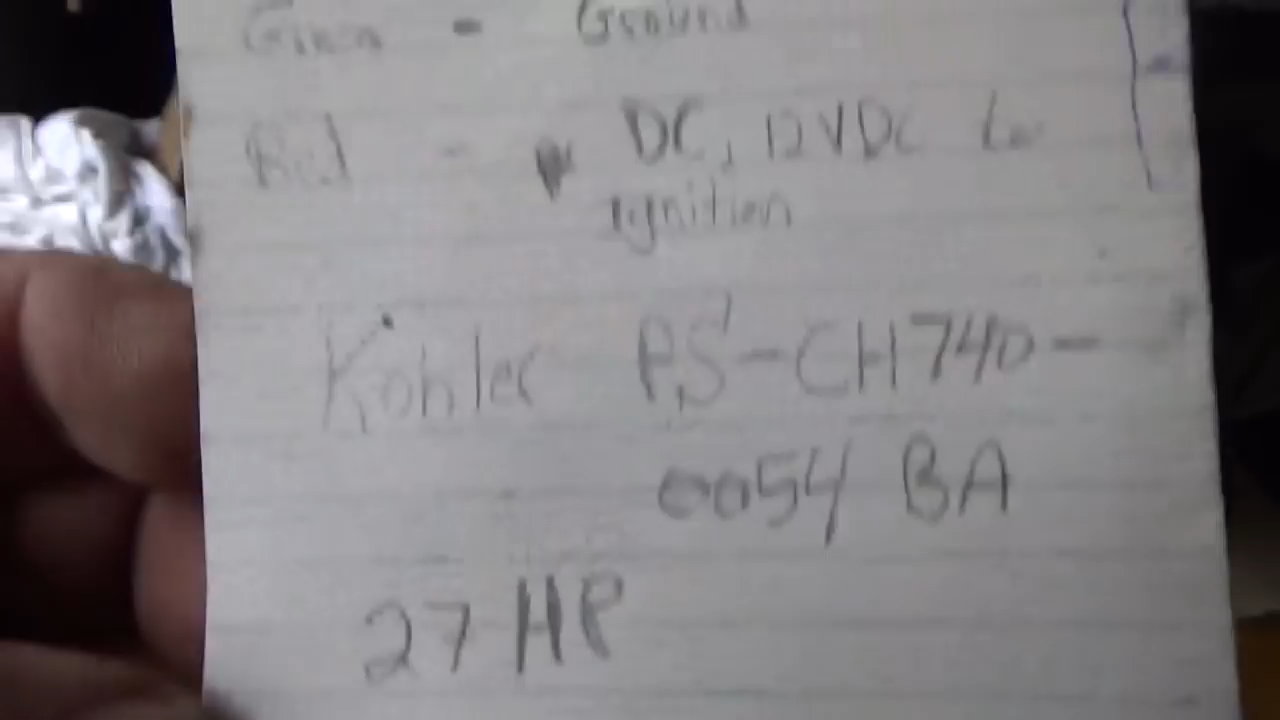 Green - Ground
Red - DC, 12VDC to
ignition
Kohler PS-CH740-
0054 BA
27 HP